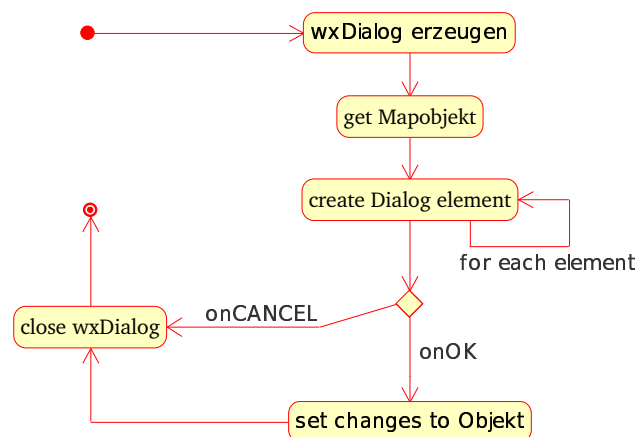 wxDialog erzeugen
get Mapobjekt
create Dialog element
for each element
onCANCEL
close wxDialog
onOK
set changes to Objekt